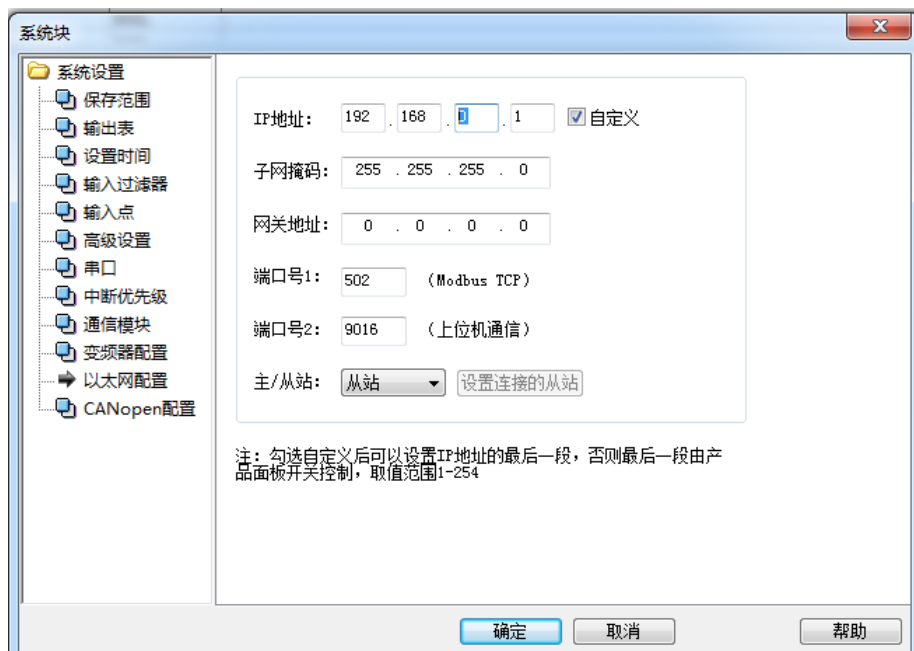 系统块
系统设置
保存范围
输出表
设置时间
输入过滤器
输入点
高级设置
串口
中断优先级
通信模块
变频器配置
以太网配置
CANopen配置
IP地址: 192 . 168 . 0 . 1 自定义
子网掩码: 255 . 255 . 255 . 0
网关地址: 0 . 0 . 0 . 0
端口号1: 502 (Modbus TCP)
端口号2: 9016 (上位机通信)
主/从站: 从站 设置连接的从站
注: 勾选自定义后可以设置IP地址的最后一段，否则最后一段由产
品面板开关控制，取值范围1-254
确定 取消 帮助